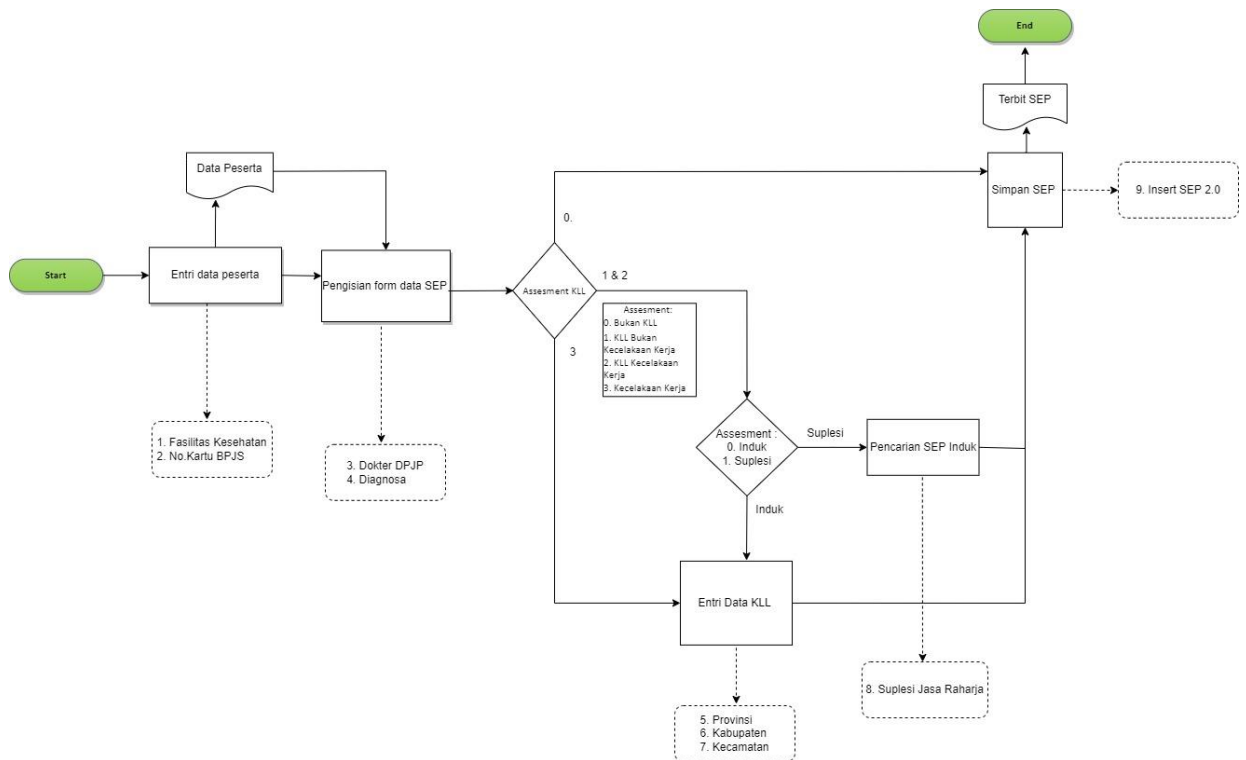 End
Terbit SEP
Data Peserta
Simpan SEP
9. Insert SEP 2.0
0.
Start
Entri data peserta
Pengisian form data SEP
Assesment KLL
1 & 2
3
Assesment:
0. Bukan KLL
1. KLL Bukan
Kecelakaan Kerja
2. KLL Kecelakaan
Kerja
3. Kecelakaan Kerja
1. Fasilitas Kesehatan
2. No.Kartu BPJS
3. Dokter DPJP
4. Diagnosa
Assesment :
0. Induk
1. Suplesi
Suplesi
Pencarian SEP Induk
Induk
Entri Data KLL
8. Suplesi Jasa Raharja
5. Provinsi
6. Kabupaten
7. Kecamatan